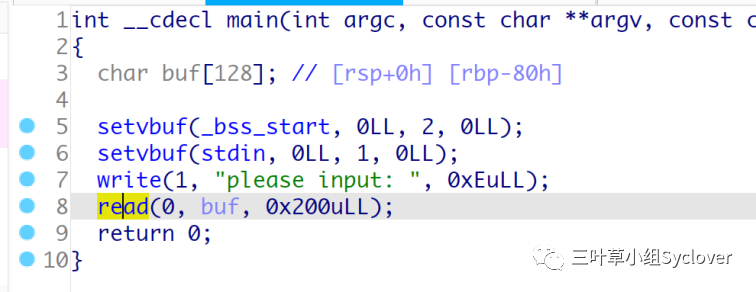 1 int __cdecl main(int argc, const char **argv, const c
2 {
3   char buf[128]; // [rsp+0h] [rbp-80h]
4
5   setvbuf(_bss_start, 0LL, 2, 0LL);
6   setvbuf(stdin, 0LL, 1, 0LL);
7   write(1, "please input: ", 0xEuLL);
8   read(0, buf, 0x200uLL);
9   return 0;
10 }
三叶草小组Syclover